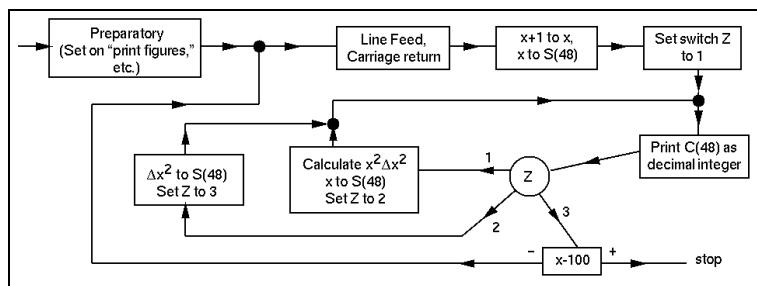 Preparatory
(Set on "print figures,"
etc.)
Line Feed,
Carriage return
x+1 to x,
x to S(48)
Set switch Z
to 1
Print C(48) as
decimal integer
Δx² to S(48)
Set Z to 3
Calculate x²Δx²
x to S(48)
Set Z to 2
1
Z
2
3
−
x-100
+
stop